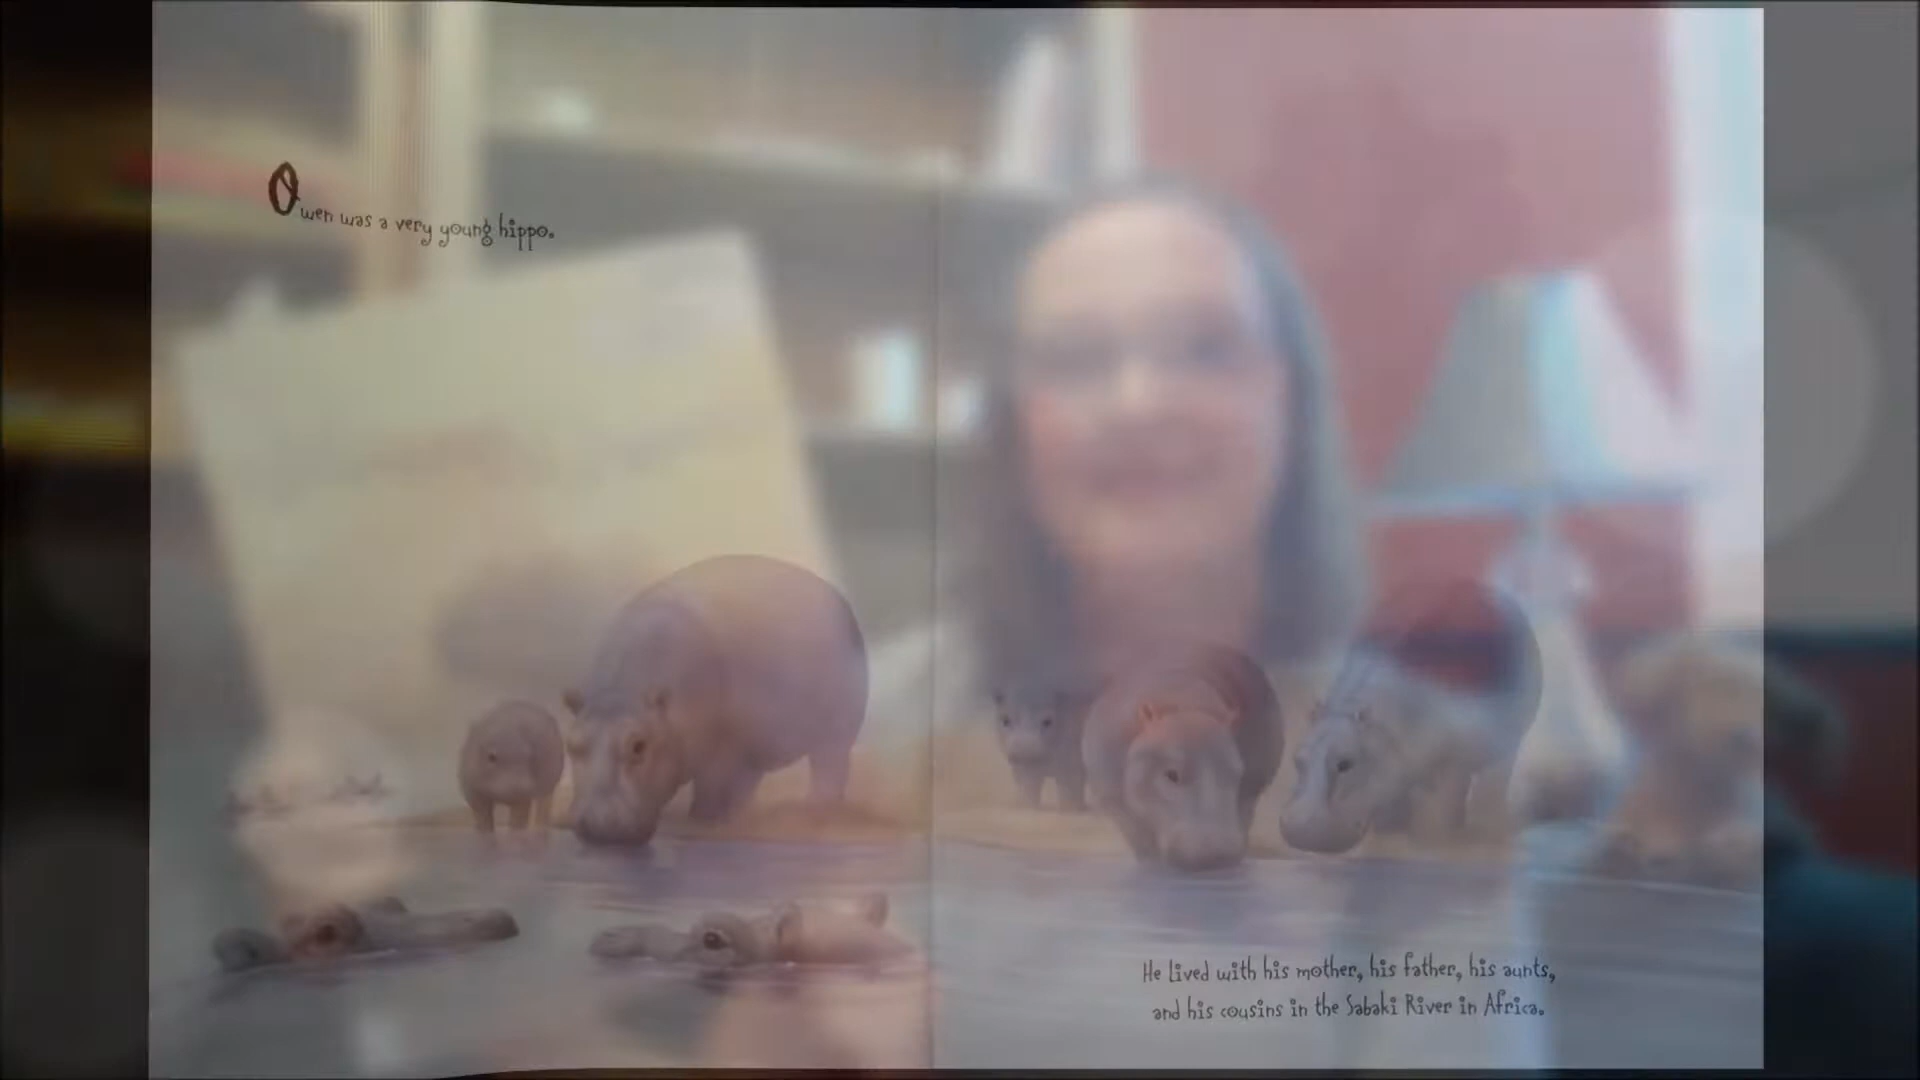 Owen was a very young hippo.
He lived with his mother, his father, his aunts,
and his cousins in the Sabaki River in Africa.